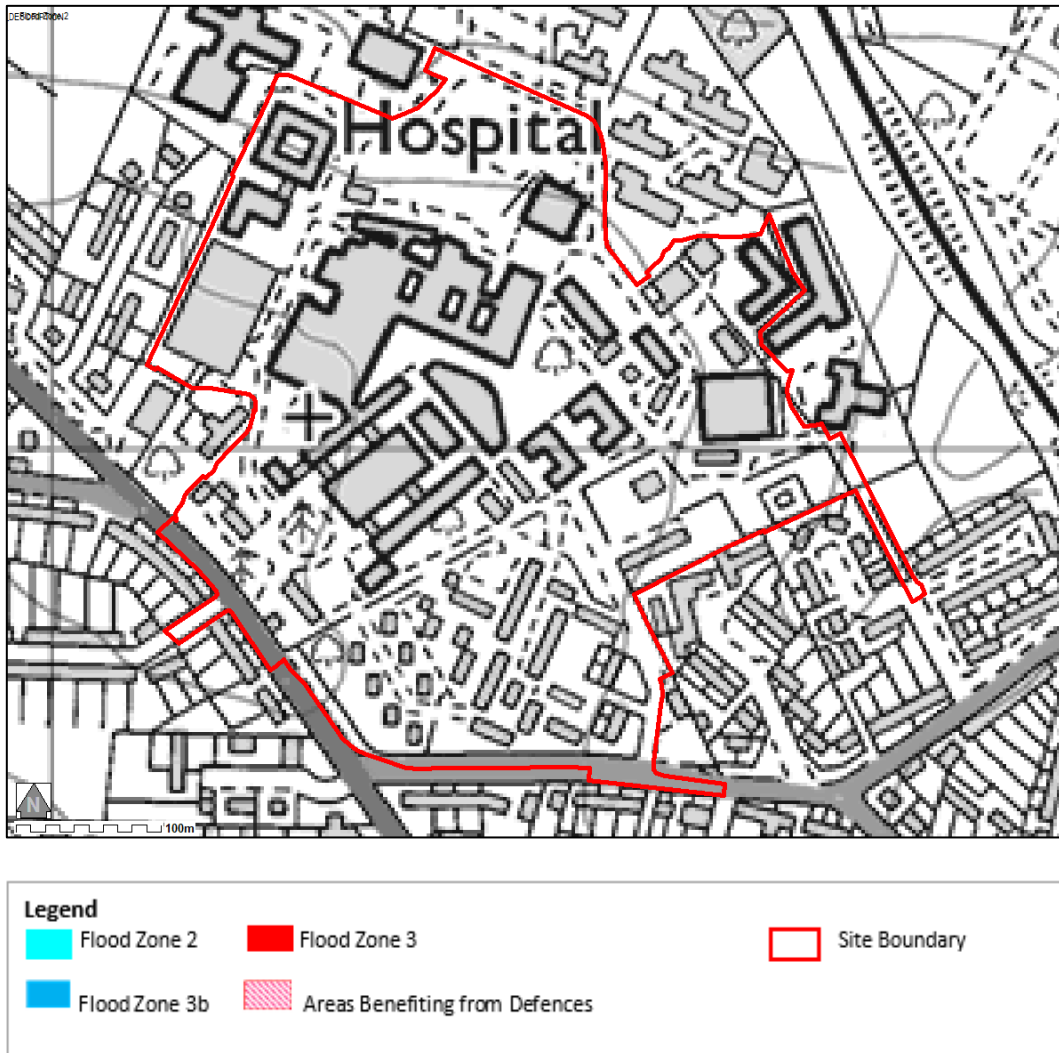 Hospital
N
100m
Legend
Flood Zone 2
Flood Zone 3
Site Boundary
Flood Zone 3b
Areas Benefiting from Defences